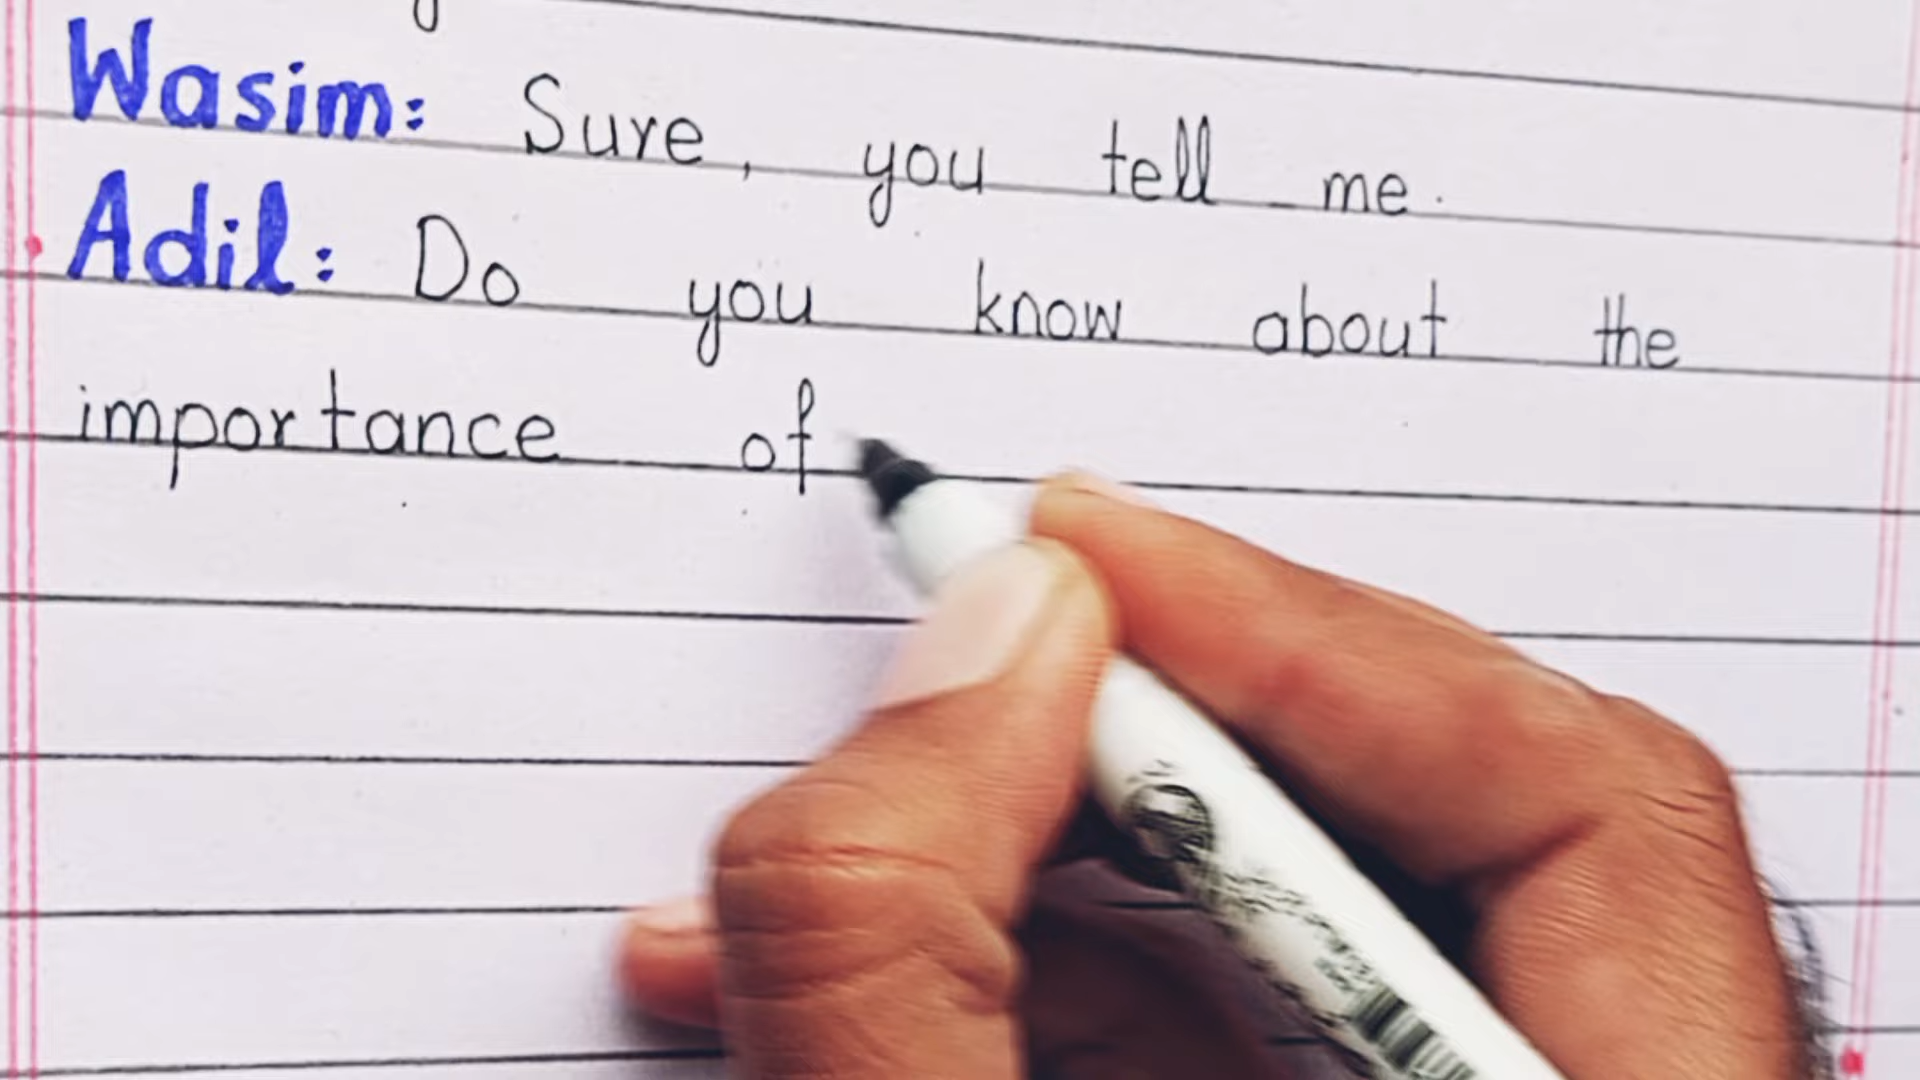 Wasim: Sure, you tell me.
Adil: Do you know about the
importance of